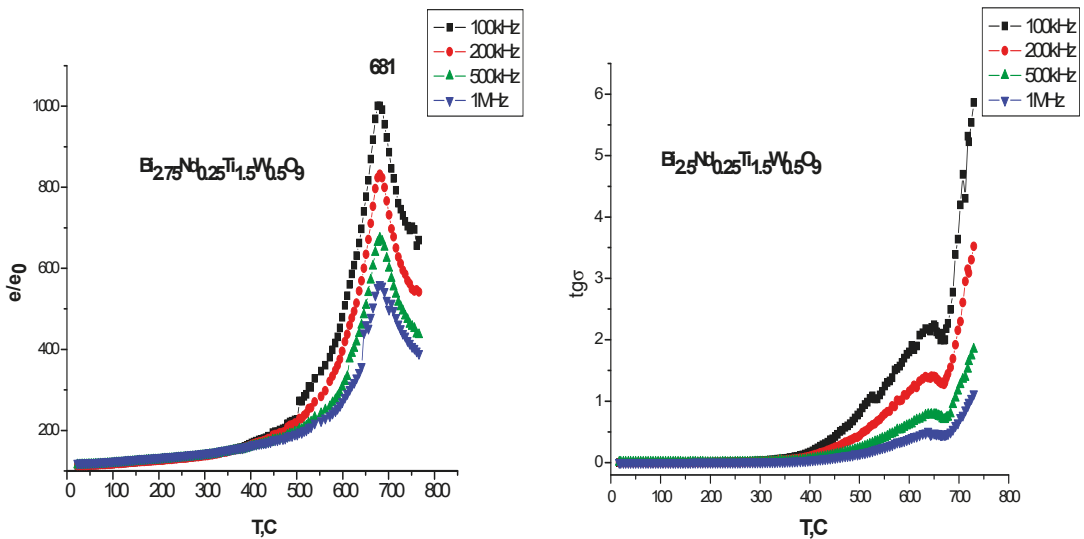 100kHz
200kHz
500kHz
1MHz
681
Bi2.75Nd0.25Ti1.5W0.5O9
e/e0
1000
800
600
400
200
0 100 200 300 400 500 600 700 800
T,C
100kHz
200kHz
500kHz
1MHz
Bi2.5Nd0.25Ti1.5W0.5O9
tgσ
6
5
4
3
2
1
0
0 100 200 300 400 500 600 700 800
T,C